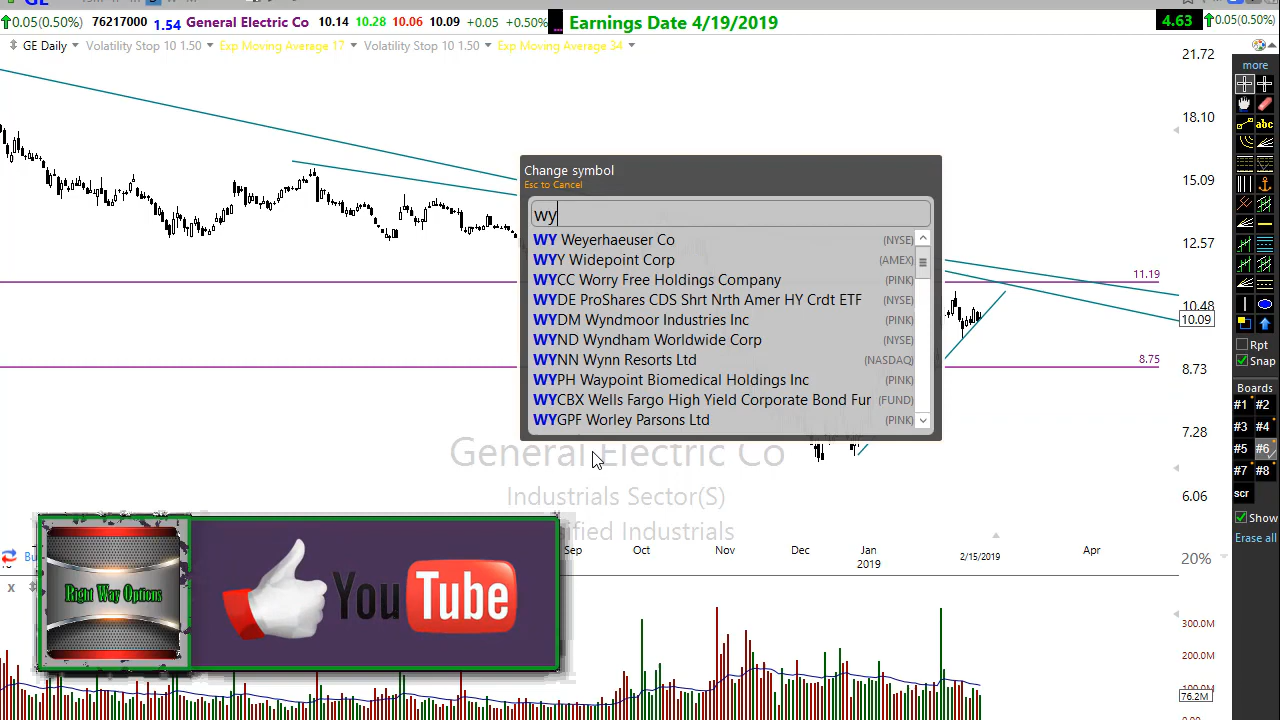 0.05(0.50%) 76217000 1.54 General Electric Co 10.14 10.28 10.06 10.09 +0.05 +0.50% Earnings Date 4/19/2019 4.63 0.05(0.50%)
GE Daily Volatility Stop 10 1.50 Exp Moving Average 17 Volatility Stop 10 1.50 Exp Moving Average 34
21.72
more
abc
18.10
Change symbol
Esc to Cancel
15.09
wy
WY Weyerhaeuser Co (NYSE)
12.57
WYY Widepoint Corp (AMEX)
11.19
WYCC Worry Free Holdings Company (PINK)
WYDE ProShares CDS Shrt Nrth Amer HY Crdt ETF (NYSE)
10.48
WYDM Wyndmoor Industries Inc (PINK)
10.09
WYND Wyndham Worldwide Corp (NYSE)
Rpt
WYNN Wynn Resorts Ltd (NASDAQ)
8.75
Snap
8.73
WYPH Waypoint Biomedical Holdings Inc (PINK)
Boards
WYCBX Wells Fargo High Yield Corporate Bond Fur (FUND)
#1 #2
WYGPF Worley Parsons Ltd (PINK)
#3 #4
7.28
General Electric Co
#5 #6
#7 #8
Industrials Sector(S)
6.06
scr
Show
ified Industrials
Erase all
Bu
Sep Oct Nov Dec Jan 2/15/2019 Apr
2019
20%
x
Right Way Options
You Tube
300.0M
200.0M
76.2M